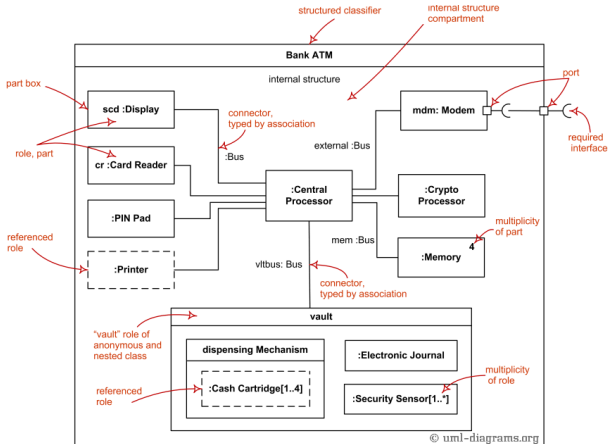 structured classifier
internal structure
compartment
Bank ATM
internal structure
part box
scd :Display
connector,
typed by association
port
mdm: Modem
role, part
:Bus
external :Bus
required
interface
cr :Card Reader
:Central
Processor
:Crypto
Processor
:PIN Pad
multiplicity
of part
referenced
role
mem :Bus
4
:Memory
:Printer
vltbus: Bus
connector,
typed by association
"vault" role of
anonymous and
nested class
vault
dispensing Mechanism
:Electronic Journal
referenced
role
:Cash Cartridge[1..4]
multiplicity
of role
:Security Sensor[1..*]
© uml-diagrams.org